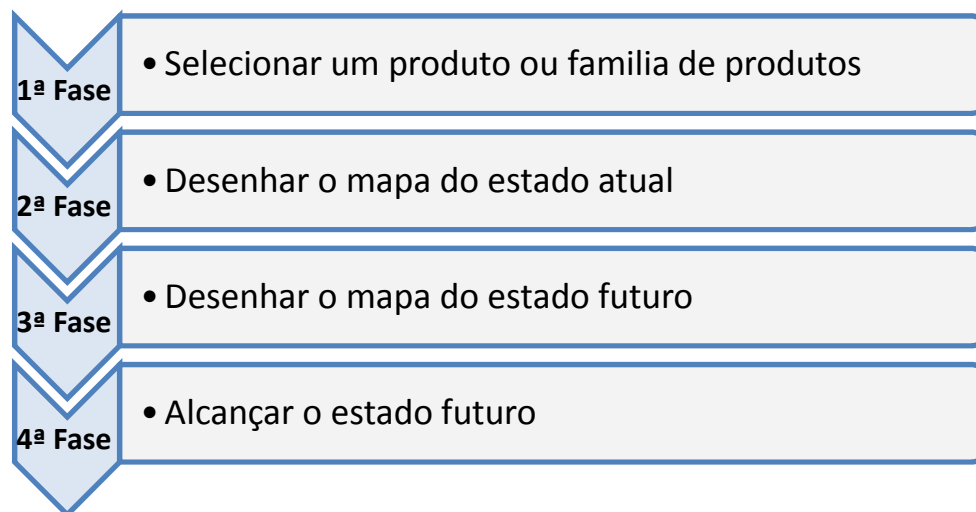 1ª Fase
• Selecionar um produto ou familia de produtos
2ª Fase
• Desenhar o mapa do estado atual
3ª Fase
• Desenhar o mapa do estado futuro
4ª Fase
• Alcançar o estado futuro